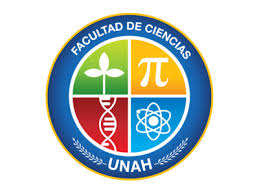 FACULTAD DE CIENCIAS
π
UNAH